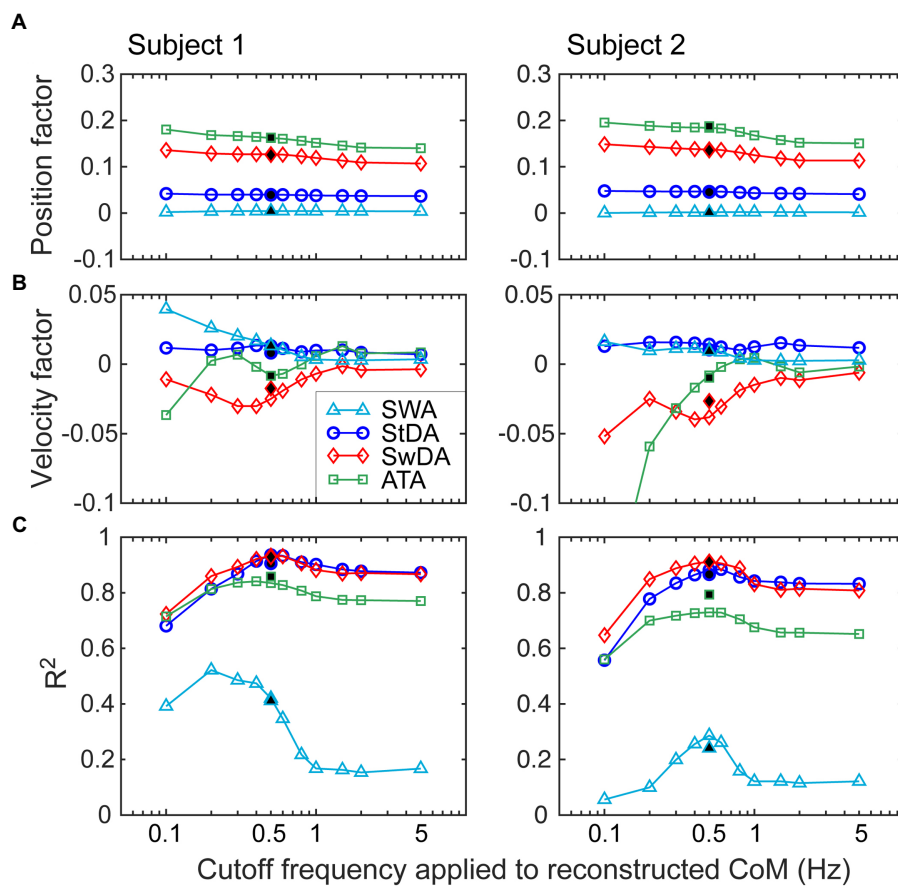 A
Subject 1
Subject 2
Position factor
0.3
0.2
0.1
0
-0.1
0.3
0.2
0.1
0
-0.1
B
Velocity factor
0.05
0
-0.05
-0.1
0.05
0
-0.05
-0.1
SWA
StDA
SwDA
ATA
C
R2
1
0.8
0.6
0.4
0.2
0
1
0.8
0.6
0.4
0.2
0
0.1 0.5 1 5
0.1 0.5 1 5
Cutoff frequency applied to reconstructed CoM (Hz)